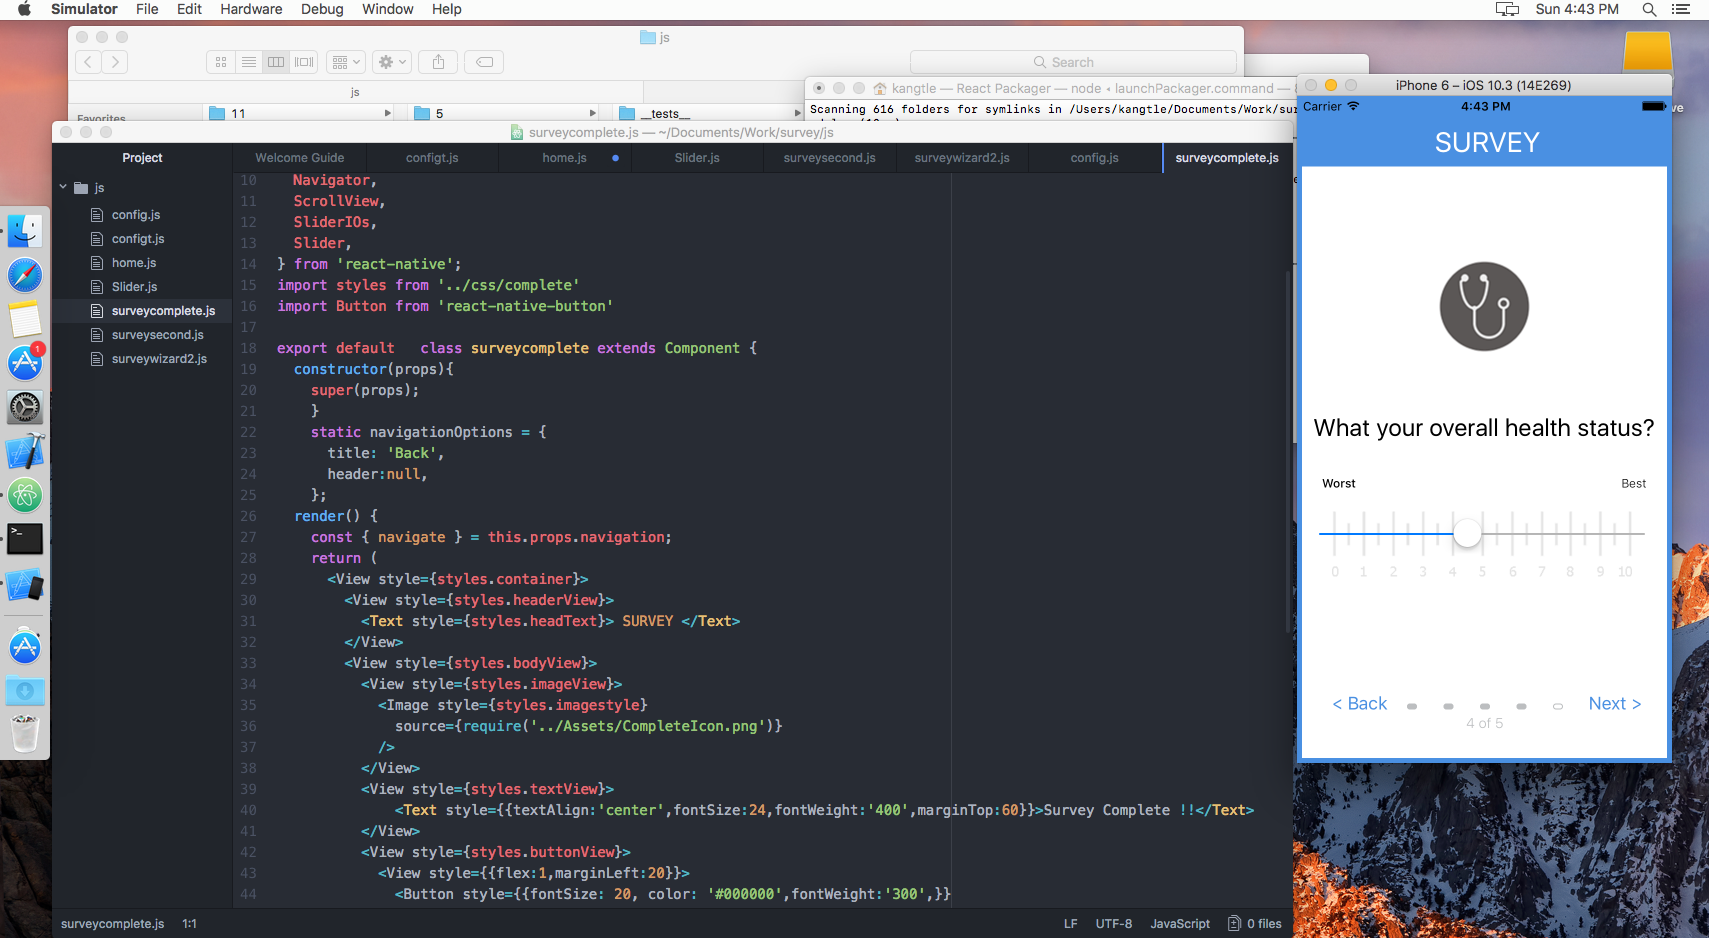 Simulator File Edit Hardware Debug Window Help
Sun 4:43 PM
js
Search
js
Favorites
11
5
__tests__
kangtle — React Packager — node ◂ launchPackager.command —
Scanning 616 folders for symlinks in /Users/kangtle/Documents/Work/sur
surveycomplete.js — ~/Documents/Work/survey/js
Project
Welcome Guide
configt.js
home.js
Slider.js
surveysecond.js
surveywizard2.js
config.js
surveycomplete.js
js
config.js
configt.js
home.js
Slider.js
surveycomplete.js
surveysecond.js
surveywizard2.js
1
10 Navigator,
11 ScrollView,
12 SliderIOs,
13 Slider,
14 } from 'react-native';
15 import styles from '../css/complete'
16 import Button from 'react-native-button'
17
18 export default   class surveycomplete extends Component {
19 constructor(props){
20 super(props);
21 }
22 static navigationOptions = {
23 title: 'Back',
24 header:null,
25 };
26 render() {
27 const { navigate } = this.props.navigation;
28 return (
29 <View style={styles.container}>
30 <View style={styles.headerView}>
31 <Text style={styles.headText}> SURVEY </Text>
32 </View>
33 <View style={styles.bodyView}>
34 <View style={styles.imageView}>
35 <Image style={styles.imagestyle}
36 source={require('../Assets/CompleteIcon.png')}
37 />
38 </View>
39 <View style={styles.textView}>
40 <Text style={{textAlign:'center',fontSize:24,fontWeight:'400',marginTop:60}}>Survey Complete !!</Text>
41 </View>
42 <View style={styles.buttonView}>
43 <View style={{flex:1,marginLeft:20}}>
44 <Button style={{fontSize: 20, color: '#000000',fontWeight:'300',}}
surveycomplete.js 1:1
LF UTF-8 JavaScript 0 files
iPhone 6 – iOS 10.3 (14E269)
Carrier 4:43 PM
SURVEY
What your overall health status?
Worst Best
0 1 2 3 4 5 6 7 8 9 10
< Back Next >
4 of 5